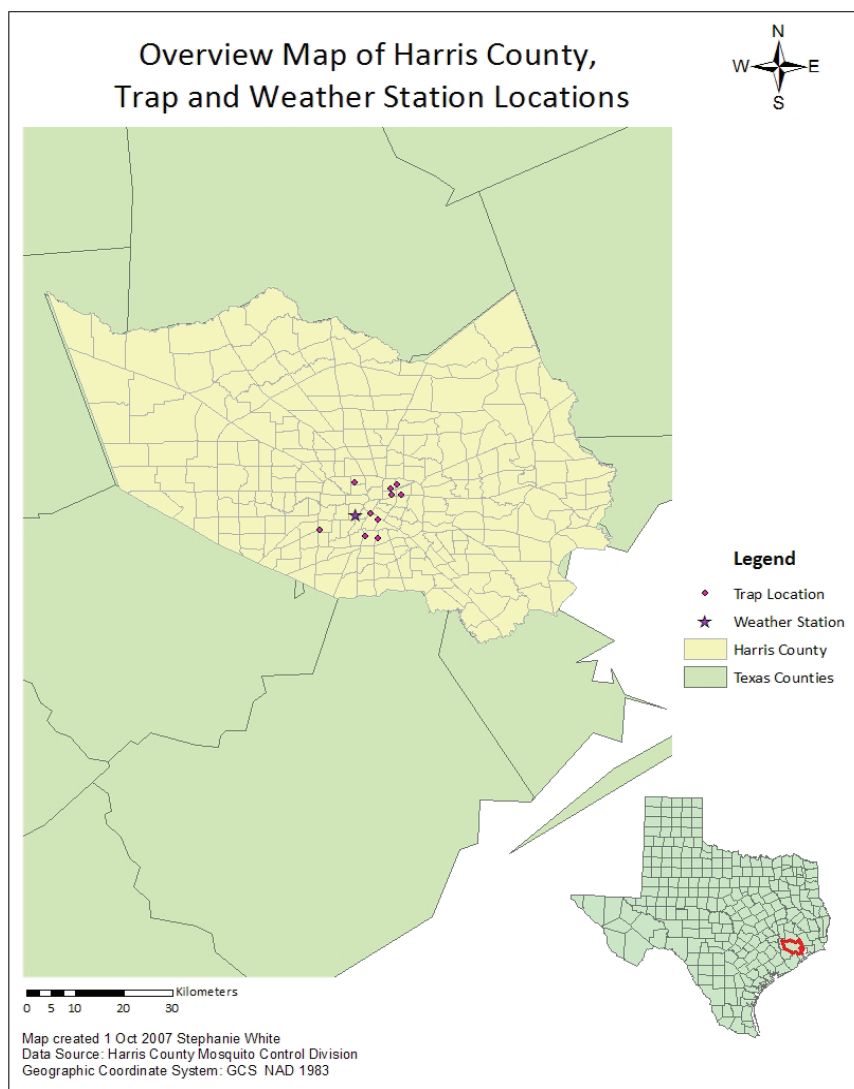 Overview Map of Harris County,
Trap and Weather Station Locations
N
W E
S
Legend
Trap Location
Weather Station
Harris County
Texas Counties
Kilometers
0 5 10 20 30
Map created 1 Oct 2007 Stephanie White
Data Source: Harris County Mosquito Control Division
Geographic Coordinate System: GCS NAD 1983